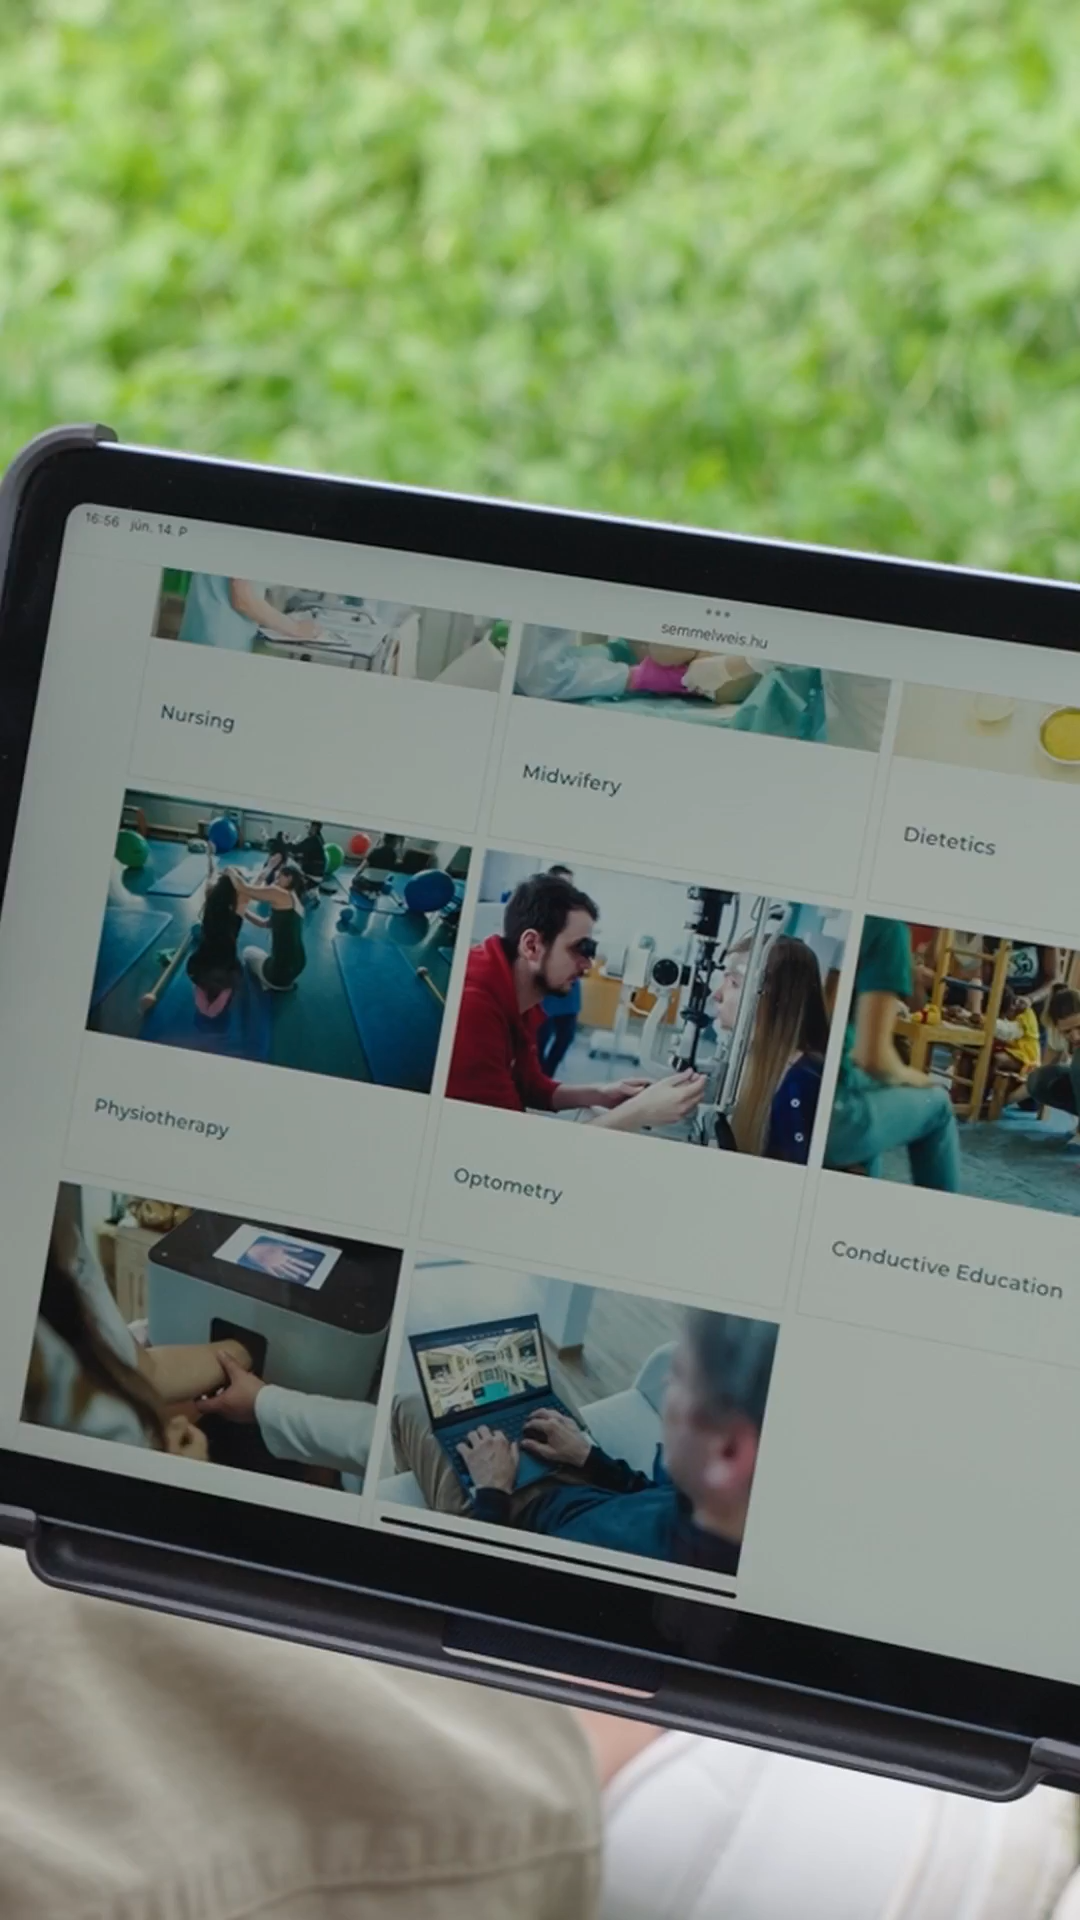 16:56 jún. 14. P
semmelweis.hu
Nursing
Midwifery
Dietetics
Physiotherapy
Optometry
Conductive Education